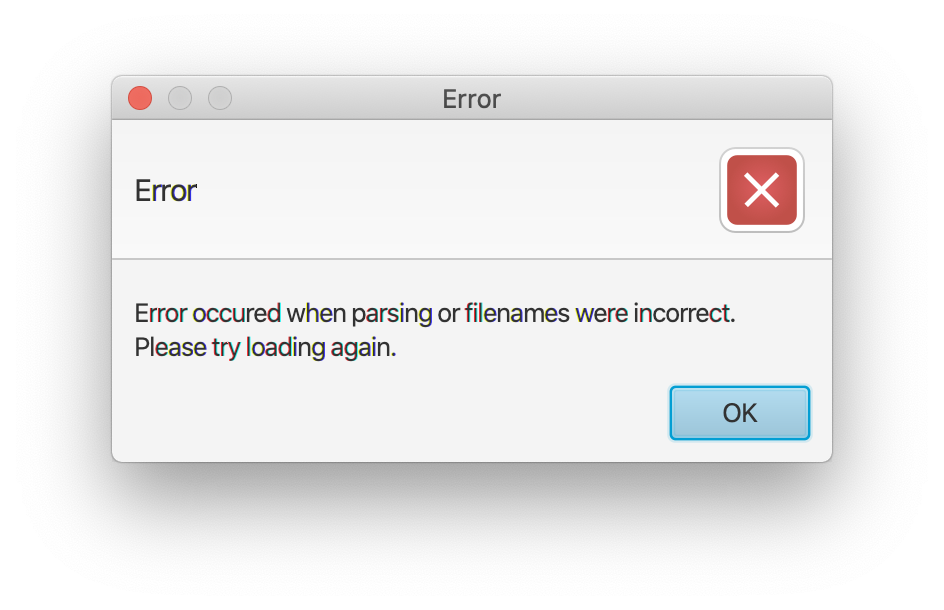 Error
Error
Error occured when parsing or filenames were incorrect.
Please try loading again.
OK